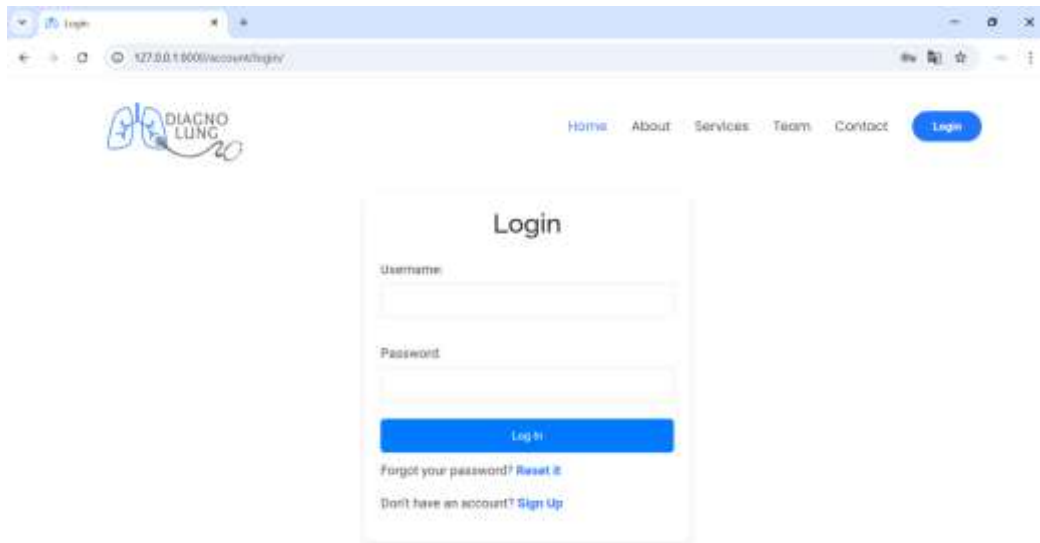 Login
127.0.0.1:8000/account/login/
DIAGNO
LUNG
Home About Services Team Contact Login
Login
Username:
Password:
Log In
Forgot your password? Reset it
Don't have an account? Sign Up